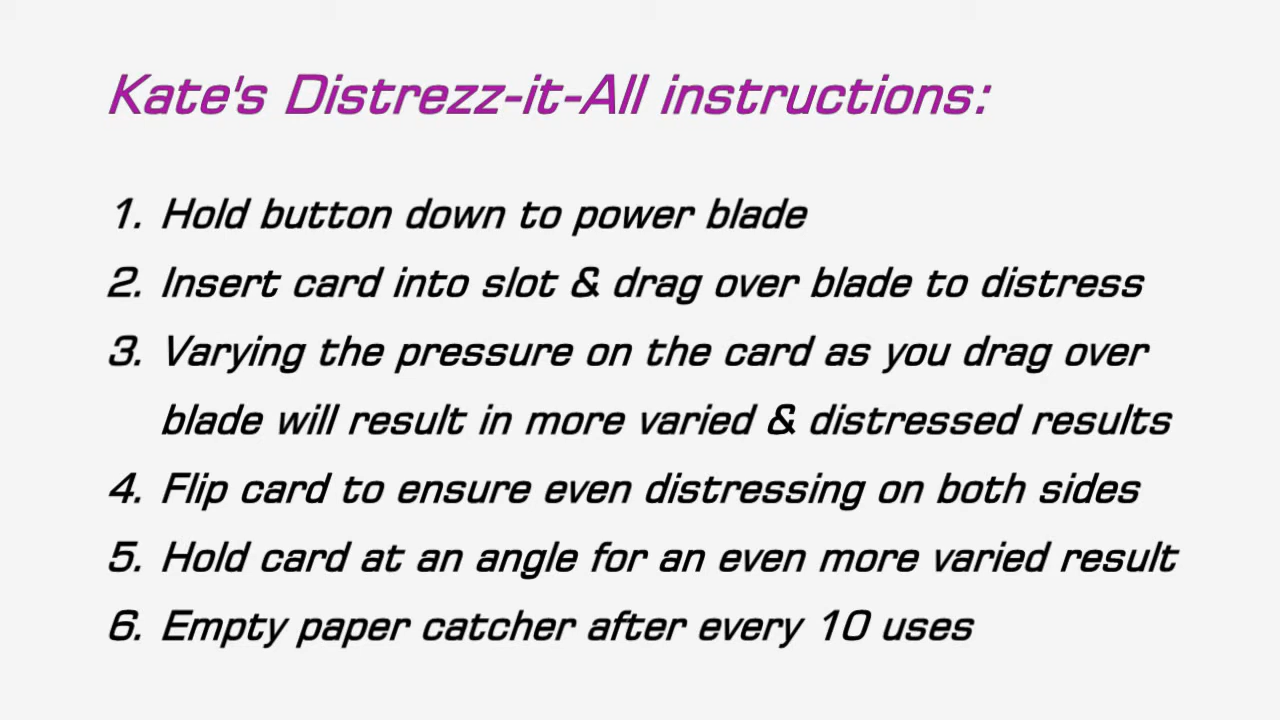 Kate's Distrezz-it-All instructions:
1. Hold button down to power blade
2. Insert card into slot & drag over blade to distress
3. Varying the pressure on the card as you drag over
blade will result in more varied & distressed results
4. Flip card to ensure even distressing on both sides
5. Hold card at an angle for an even more varied result
6. Empty paper catcher after every 10 uses